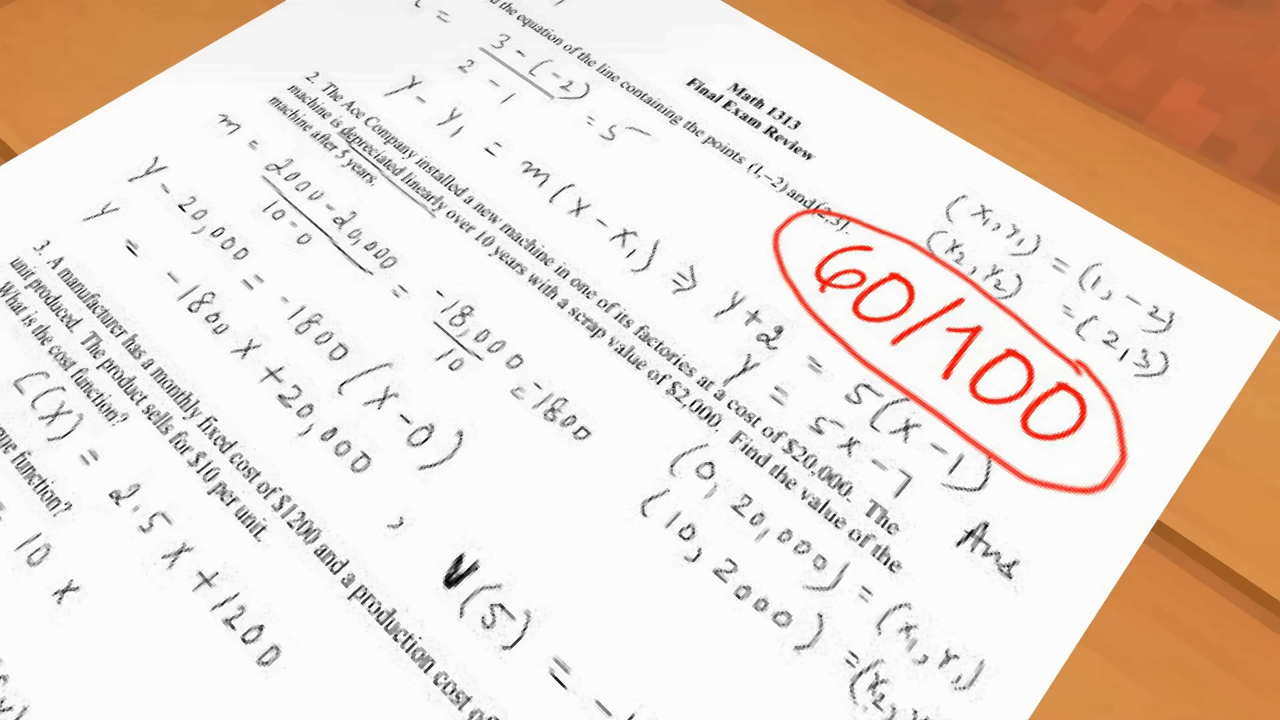 Math 1313
Final Exam Review
the equation of the line containing the points (1,−2) and (2,3).
3 - (-2)
2 - 1
= 5
(x₁, y₁) = (1, -2)
(x₂, y₂) = (2, 3)
60/100
y - y₁ = m(x - x₁) ⇒ y + 2 = 5(x - 1)
y = 5x - 7
Ans
2. The Ace Company installed a new machine in one of its factories at a cost of $20,000. The
machine is depreciated linearly over 10 years with a scrap value of $2,000. Find the value of the
machine after 5 years.
m = 2000 - 20,000 = -18,000 = -1800
10 - 0
10
(0, 20,000) = (x₁, y₁)
(10, 2000) = (x₂, y₂
y - 20,000 = -1800 (x - 0)
y = -1800 x + 20,000 , V(5) = -
3. A manufacturer has a monthly fixed cost of $1200 and a production cost of
unit produced. The product sells for $10 per unit.
What is the cost function?
C(x) = 2.5 x + 1200
function?
= 10 x